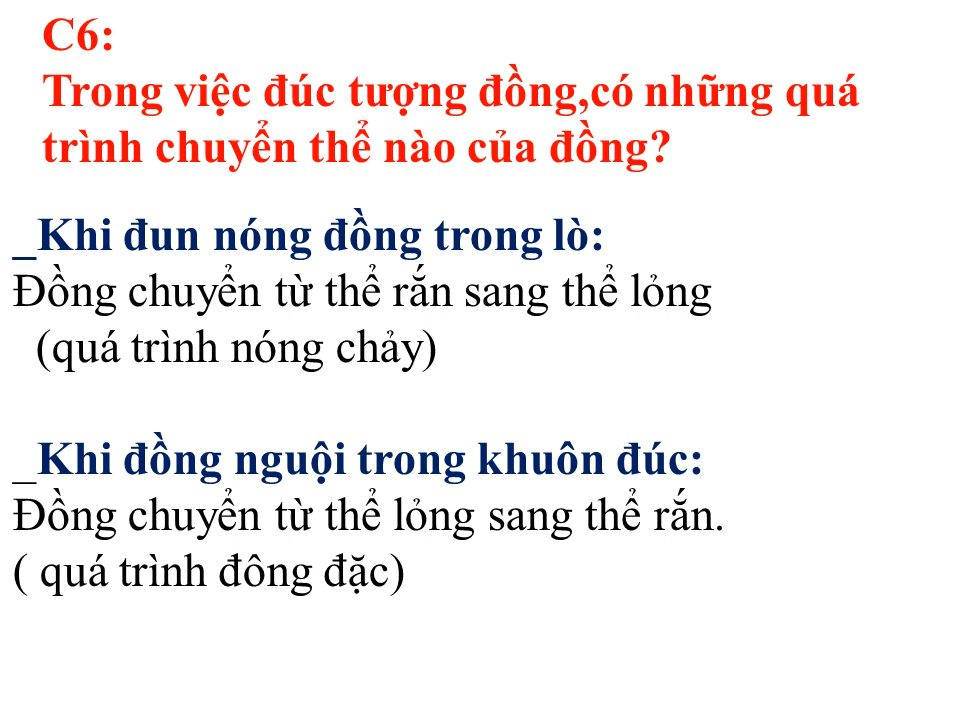 C6:
Trong việc đúc tượng đồng,có những quá
trình chuyển thể nào của đồng?
_Khi đun nóng đồng trong lò:
Đồng chuyển từ thể rắn sang thể lỏng
(quá trình nóng chảy)
_Khi đồng nguội trong khuôn đúc:
Đồng chuyển từ thể lỏng sang thể rắn.
( quá trình đông đặc)